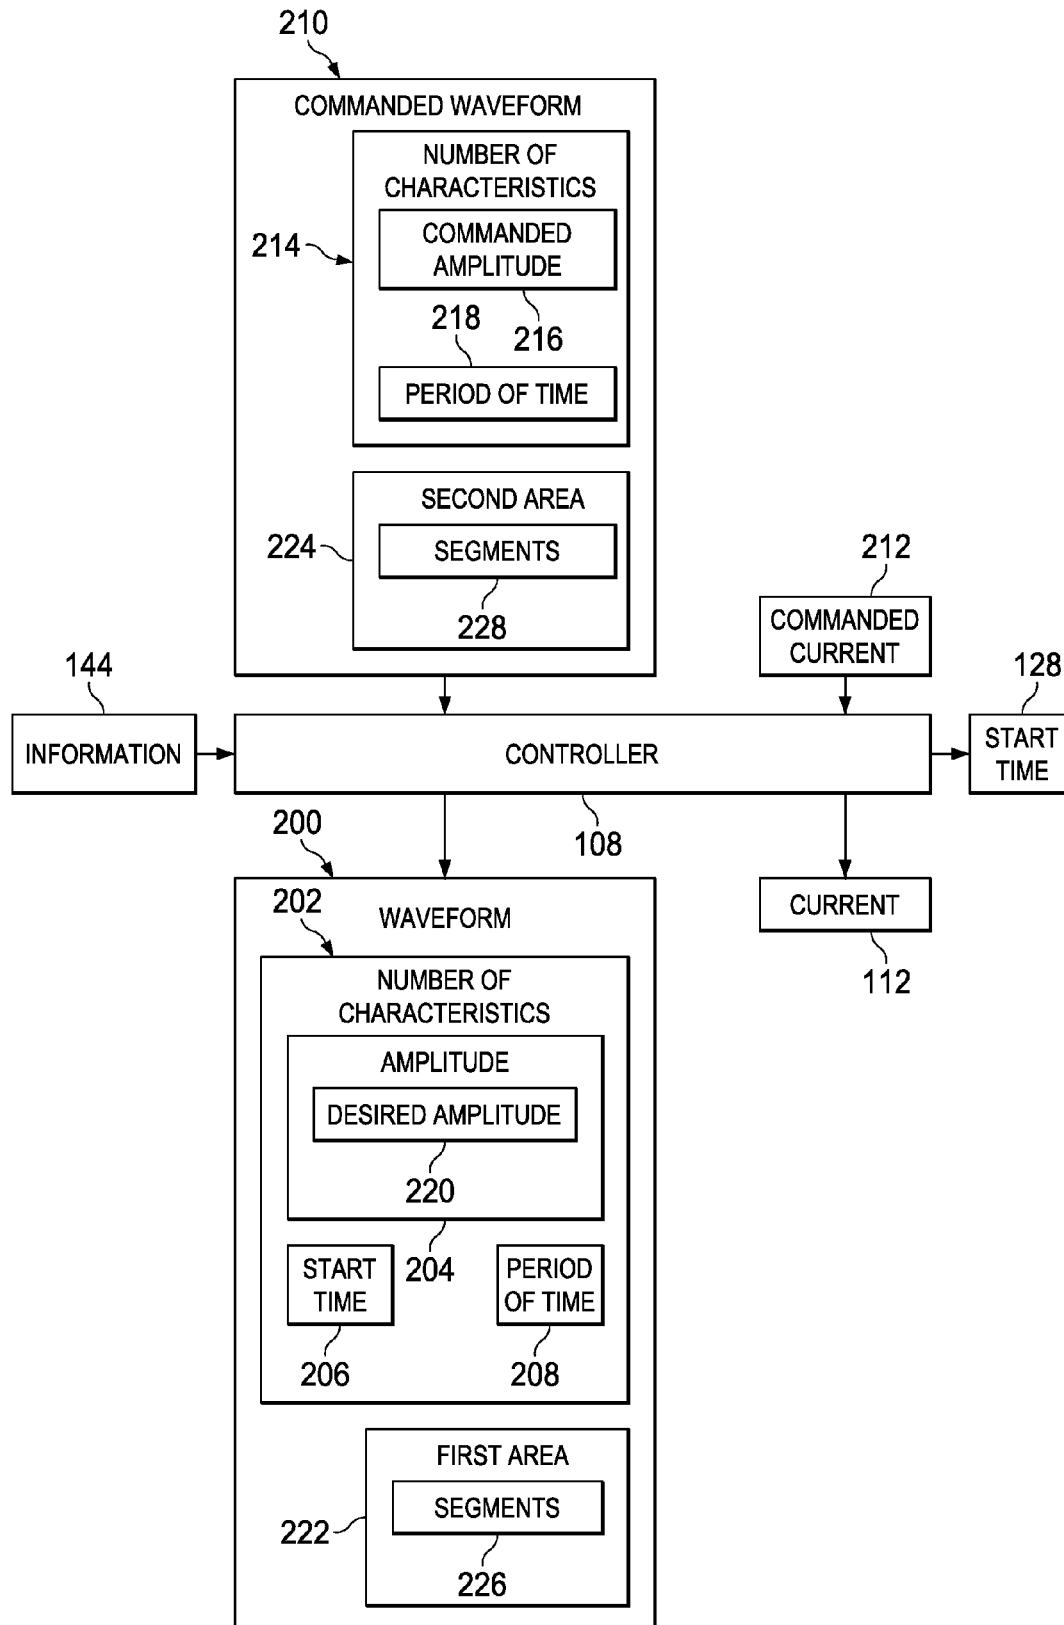 210
COMMANDED WAVEFORM
NUMBER OF
CHARACTERISTICS
214
COMMANDED
AMPLITUDE
218
216
PERIOD OF TIME
SECOND AREA
224
SEGMENTS
228
212
COMMANDED
CURRENT
144
128
INFORMATION
CONTROLLER
START
TIME
200
108
202
WAVEFORM
CURRENT
112
NUMBER OF
CHARACTERISTICS
AMPLITUDE
DESIRED AMPLITUDE
220
204
START
TIME
PERIOD
OF TIME
206
208
FIRST AREA
SEGMENTS
222
226